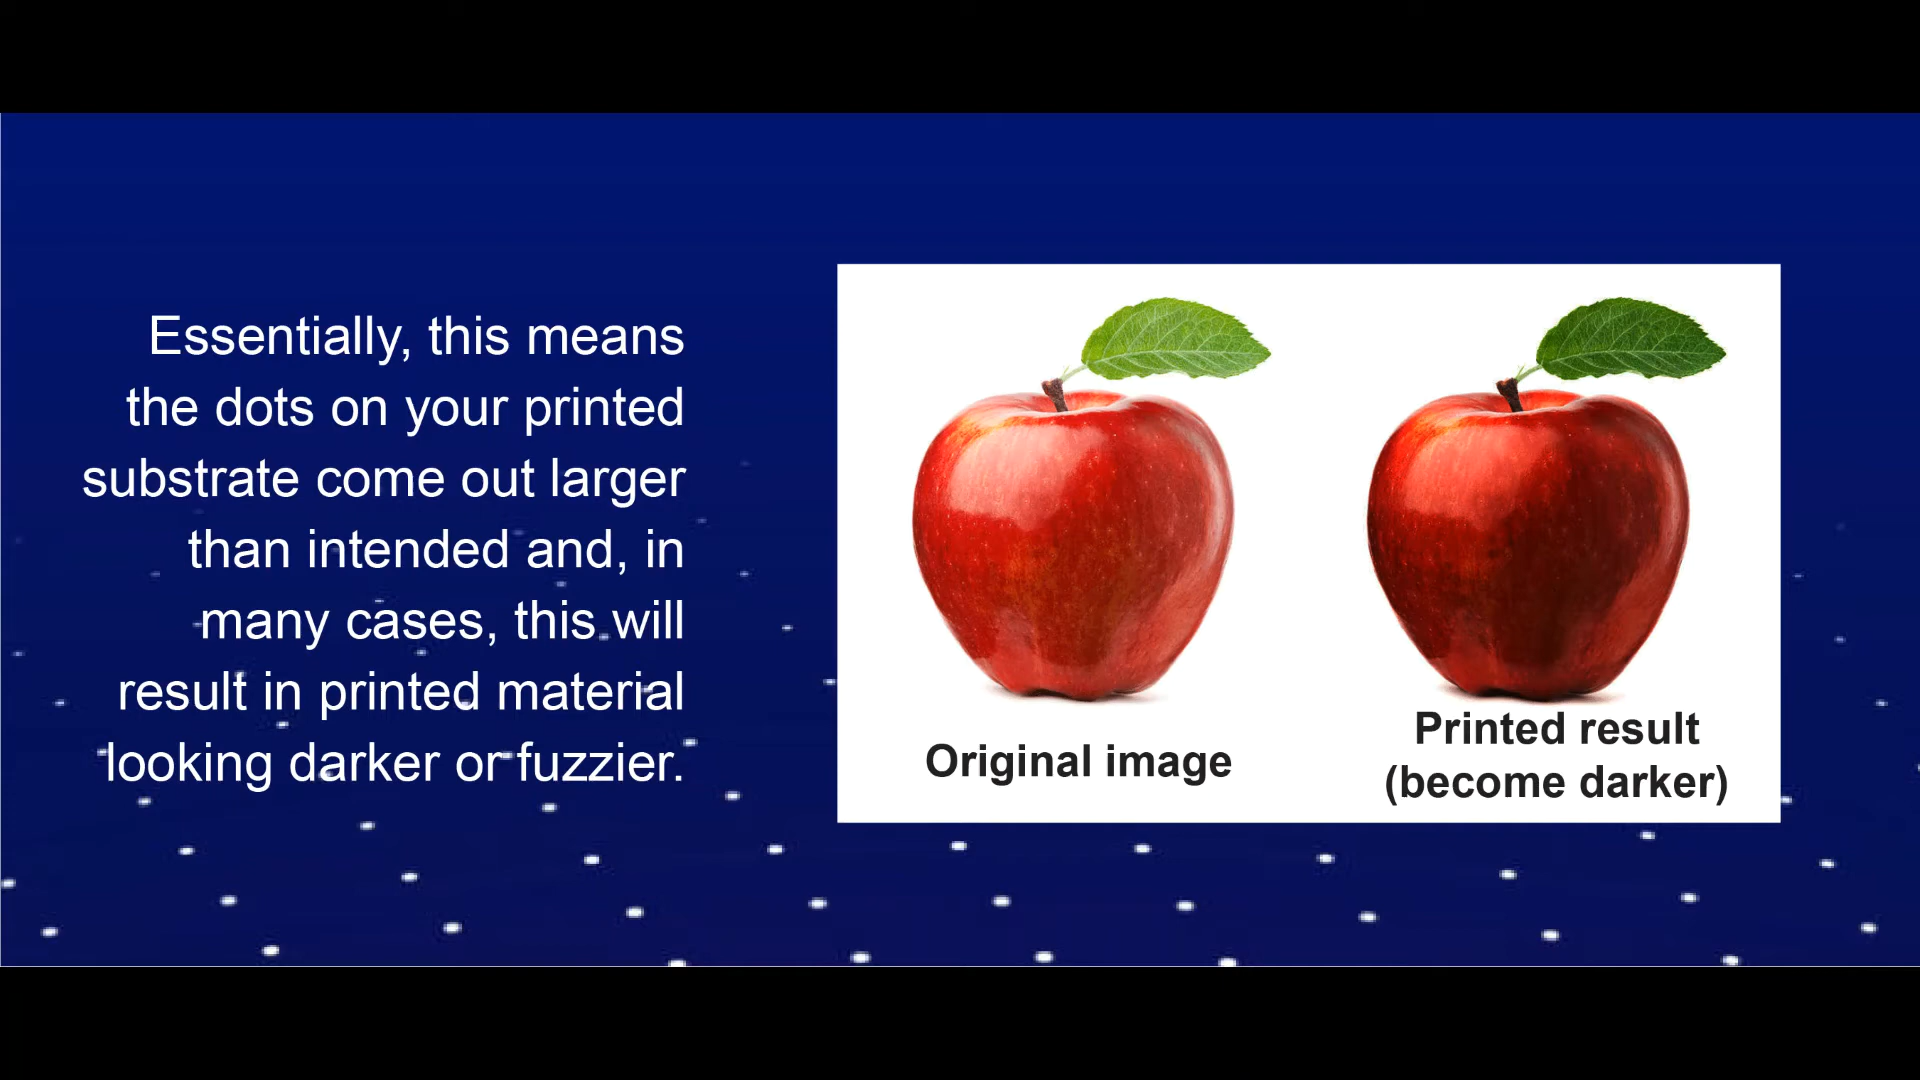 Essentially, this means
the dots on your printed
substrate come out larger
than intended and, in
many cases, this will
result in printed material
looking darker or fuzzier.
Original image
Printed result
(become darker)